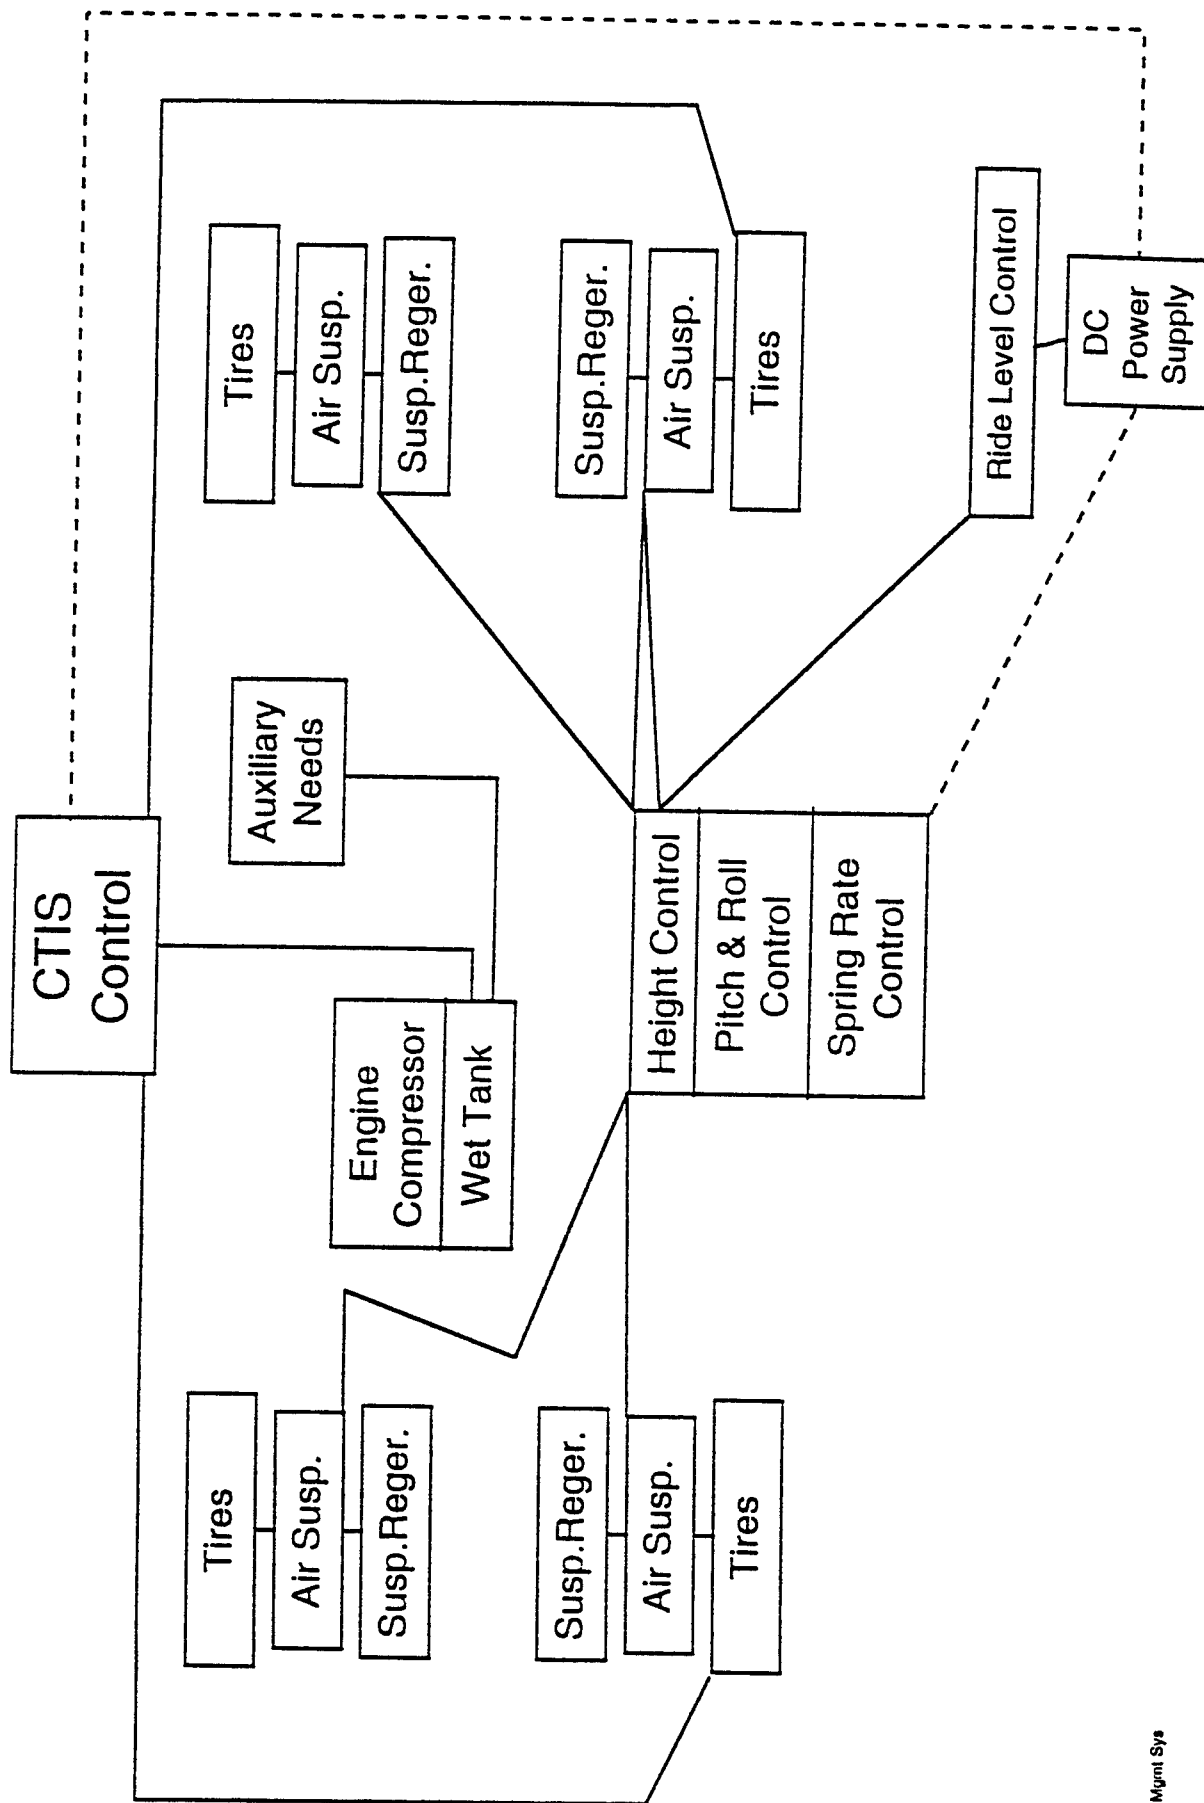 CTIS
Control
Tires
Air Susp.
Susp.Reger.
Engine
Compressor
Wet Tank
Auxiliary
Needs
Tires
Air Susp.
Susp.Reger.
Susp.Reger.
Air Susp.
Tires
Height Control
Pitch & Roll
Control
Spring Rate
Control
Susp.Reger.
Air Susp.
Tires
Ride Level Control
DC
Power
Supply
Mgmt Sys